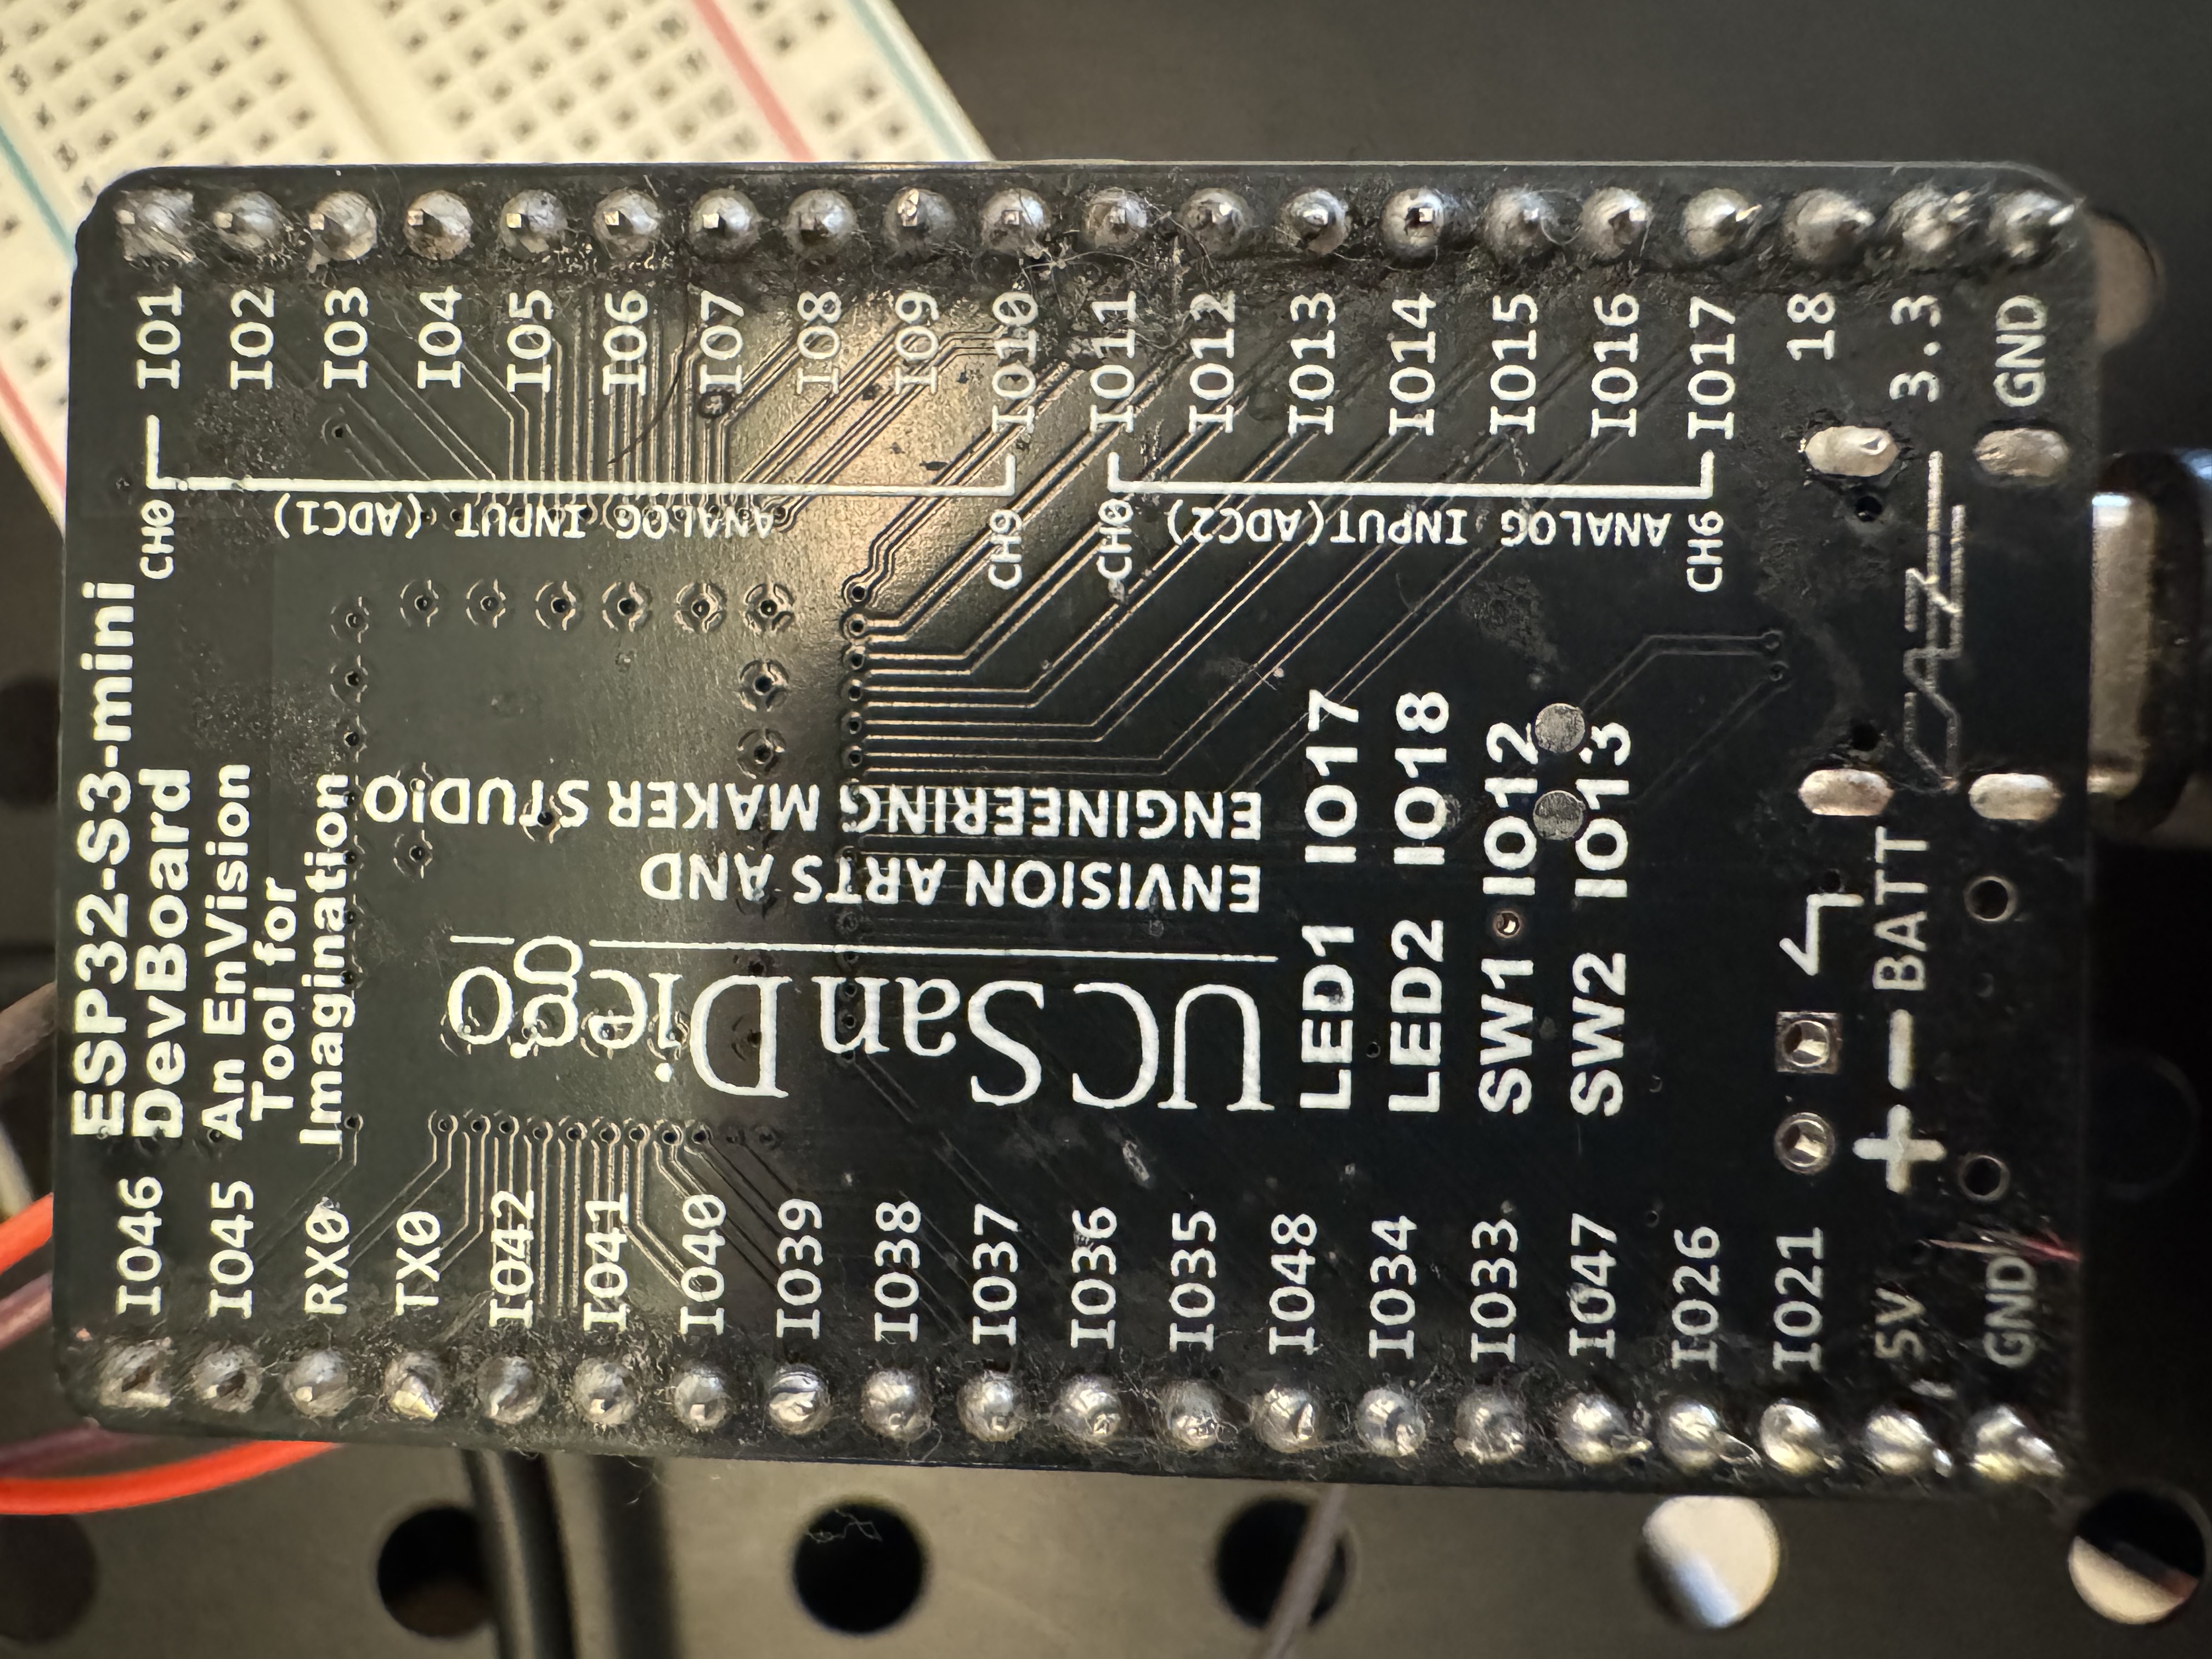 ESP32-S3-mini
DevBoard
An EnVision
Tool for
Imagination
IO46
IO45
RX0
TX0
IO42
IO41
IO40
IO39
IO38
IO37
IO36
IO35
IO48
IO34
IO33
IO47
IO26
IO21
5V
GND
UC San Diego
ENVISION ARTS AND
ENGINEERING MAKER STUDIO
LED1 IO17
LED2 IO18
SW1 IO12
SW2 IO13
+ − BATT
CH0
ANALOG INPUT (ADC1)
CH9
CH0
ANALOG INPUT (ADC2)
CH6
IO1
IO2
IO3
IO4
IO5
IO6
IO7
IO8
IO9
IO10
IO11
IO12
IO13
IO14
IO15
IO16
IO17
18
3.3
GND